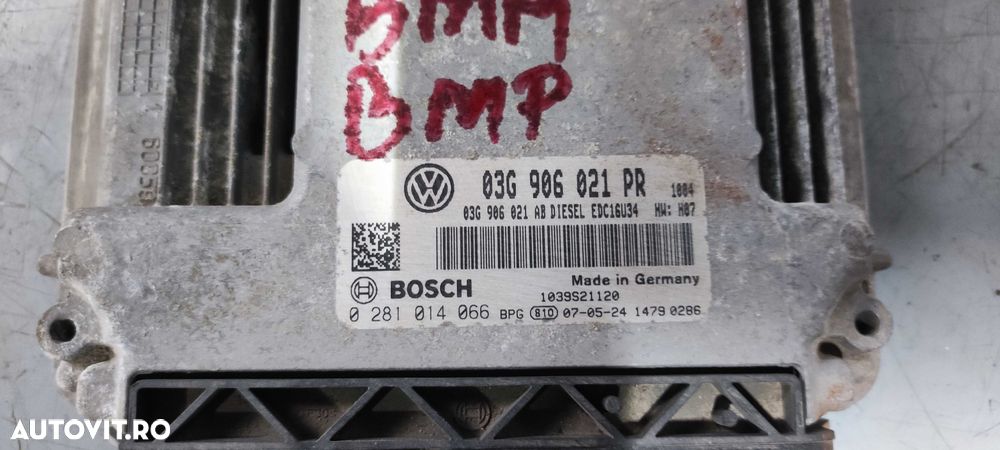 BMA
BMP
03G 906 021 PR 1004
03G 906 021 AB DIESEL EDC16U34 HW: H07
Made in Germany
BOSCH
1039S21120
0 281 014 066 BPG 810 07-05-24 1479 0286
AUTOVIT.RO